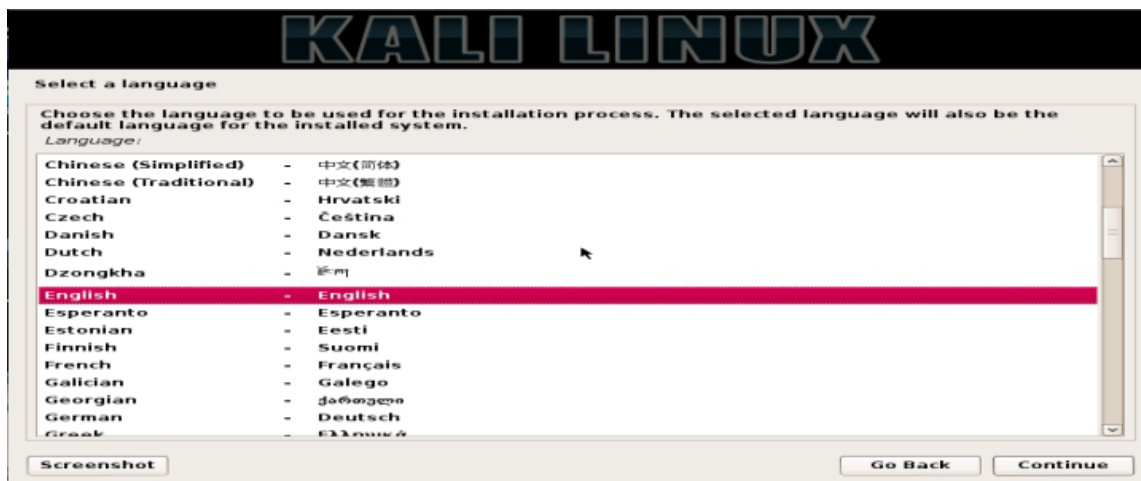 KALI LINUX
Select a language
Choose the language to be used for the installation process. The selected language will also be the
default language for the installed system.
Language:
Chinese (Simplified) - 中文(简体)
Chinese (Traditional) - 中文(繁體)
Croatian - Hrvatski
Czech - Čeština
Danish - Dansk
Dutch - Nederlands
Dzongkha - རྫོང་ཁ།
English - English
Esperanto - Esperanto
Estonian - Eesti
Finnish - Suomi
French - Français
Galician - Galego
Georgian - ქართული
German - Deutsch
Greek - Ελληνικά
Screenshot Go Back Continue